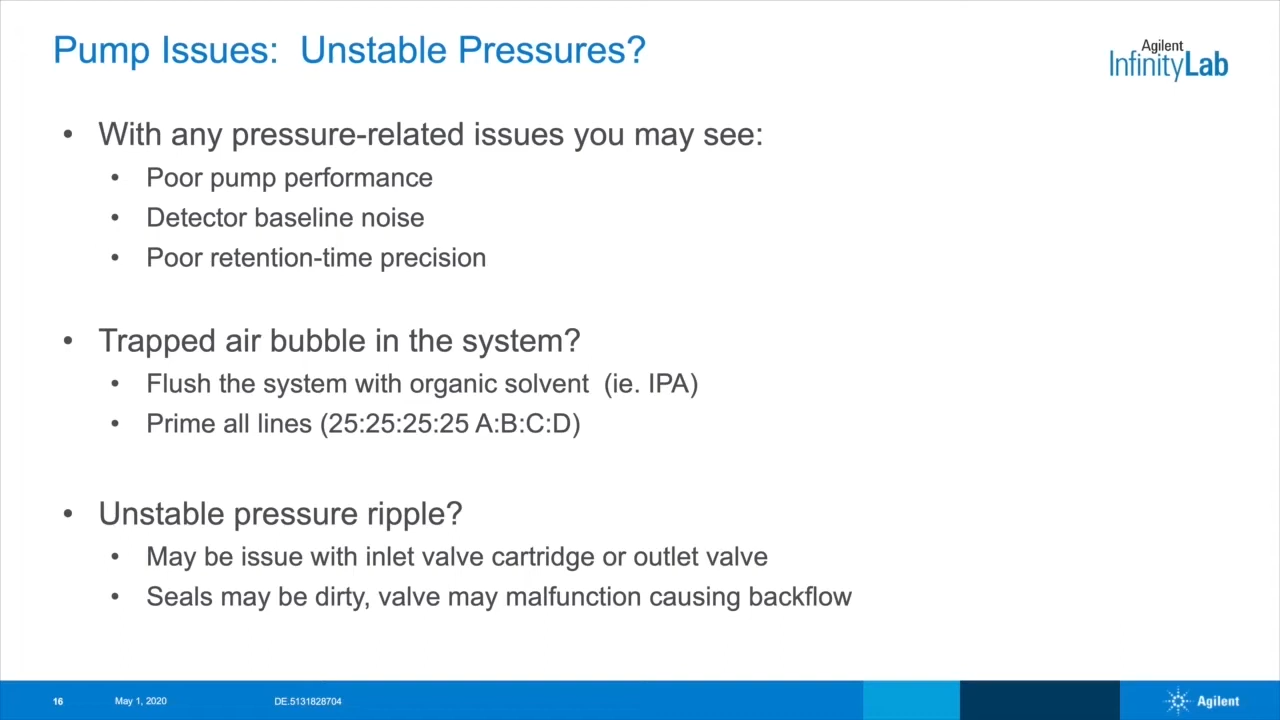 Pump Issues:  Unstable Pressures?
Agilent
InfinityLab
• With any pressure-related issues you may see:
• Poor pump performance
• Detector baseline noise
• Poor retention-time precision
• Trapped air bubble in the system?
• Flush the system with organic solvent  (ie. IPA)
• Prime all lines (25:25:25:25 A:B:C:D)
• Unstable pressure ripple?
• May be issue with inlet valve cartridge or outlet valve
• Seals may be dirty, valve may malfunction causing backflow
16 May 1, 2020 DE.5131828704
Agilent